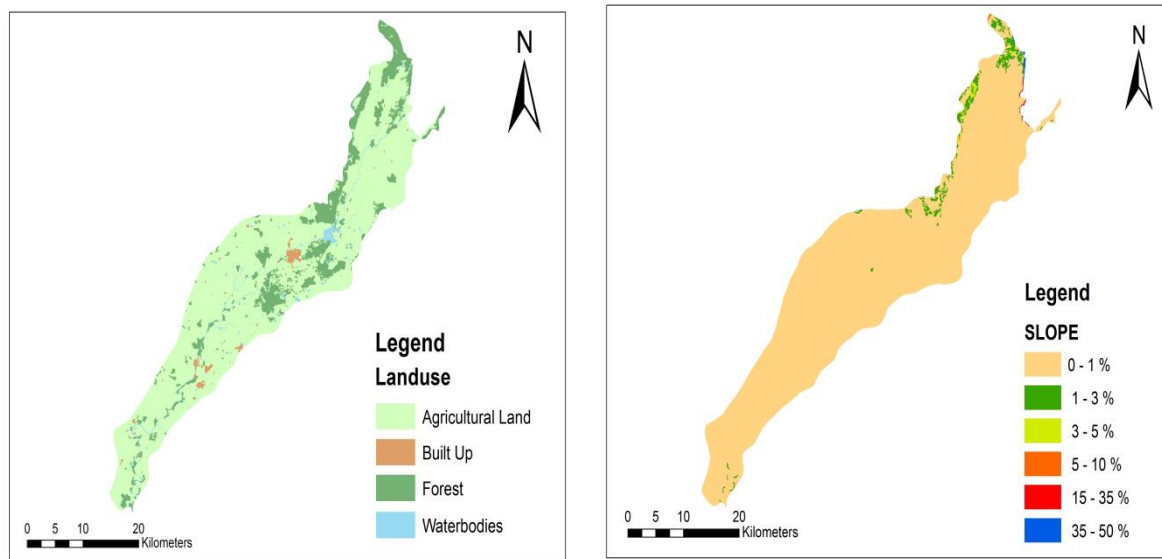 N
Legend
Landuse
Agricultural Land
Built Up
Forest
Waterbodies
0 5 10 20
Kilometers
N
Legend
SLOPE
0 - 1 %
1 - 3 %
3 - 5 %
5 - 10 %
15 - 35 %
35 - 50 %
0 5 10 20
Kilometers